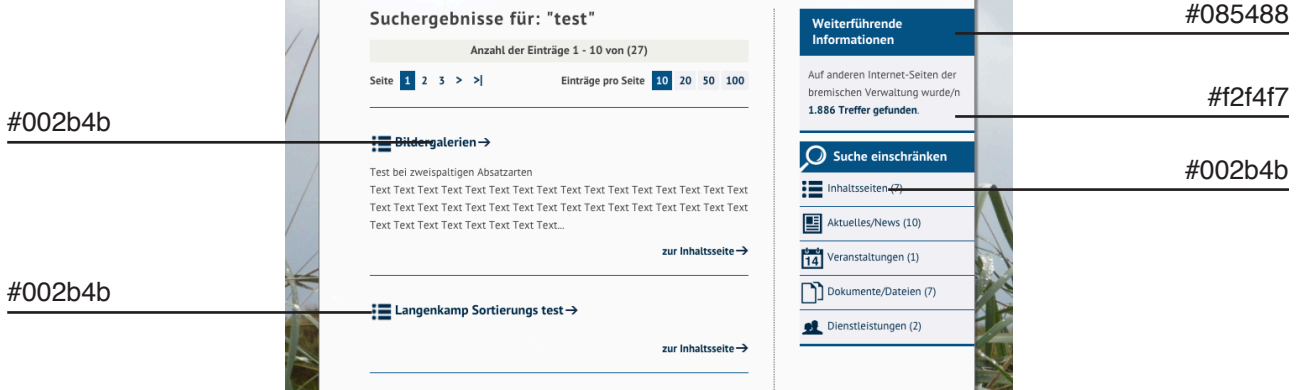 Suchergebnisse für: "test"
Anzahl der Einträge 1 - 10 von (27)
Seite 1 2 3 > >| Einträge pro Seite 10 20 50 100
#002b4b
Bildergalerien→
Test bei zweispaltigen Absatzarten
Text Text Text Text Text Text Text Text Text Text Text Text Text Text Text Text
Text Text Text Text Text Text Text Text Text Text Text Text Text Text Text Text
Text Text Text Text Text Text Text Text...
zur Inhaltsseite→
#002b4b
Langenkamp Sortierungs test→
zur Inhaltsseite→
#085488
Weiterführende
Informationen
Auf anderen Internet-Seiten der
bremischen Verwaltung wurde/n
1.886 Treffer gefunden.
#f2f4f7
Suche einschränken
#002b4b
Inhaltsseiten (7)
Aktuelles/News (10)
14 Veranstaltungen (1)
Dokumente/Dateien (7)
Dienstleistungen (2)